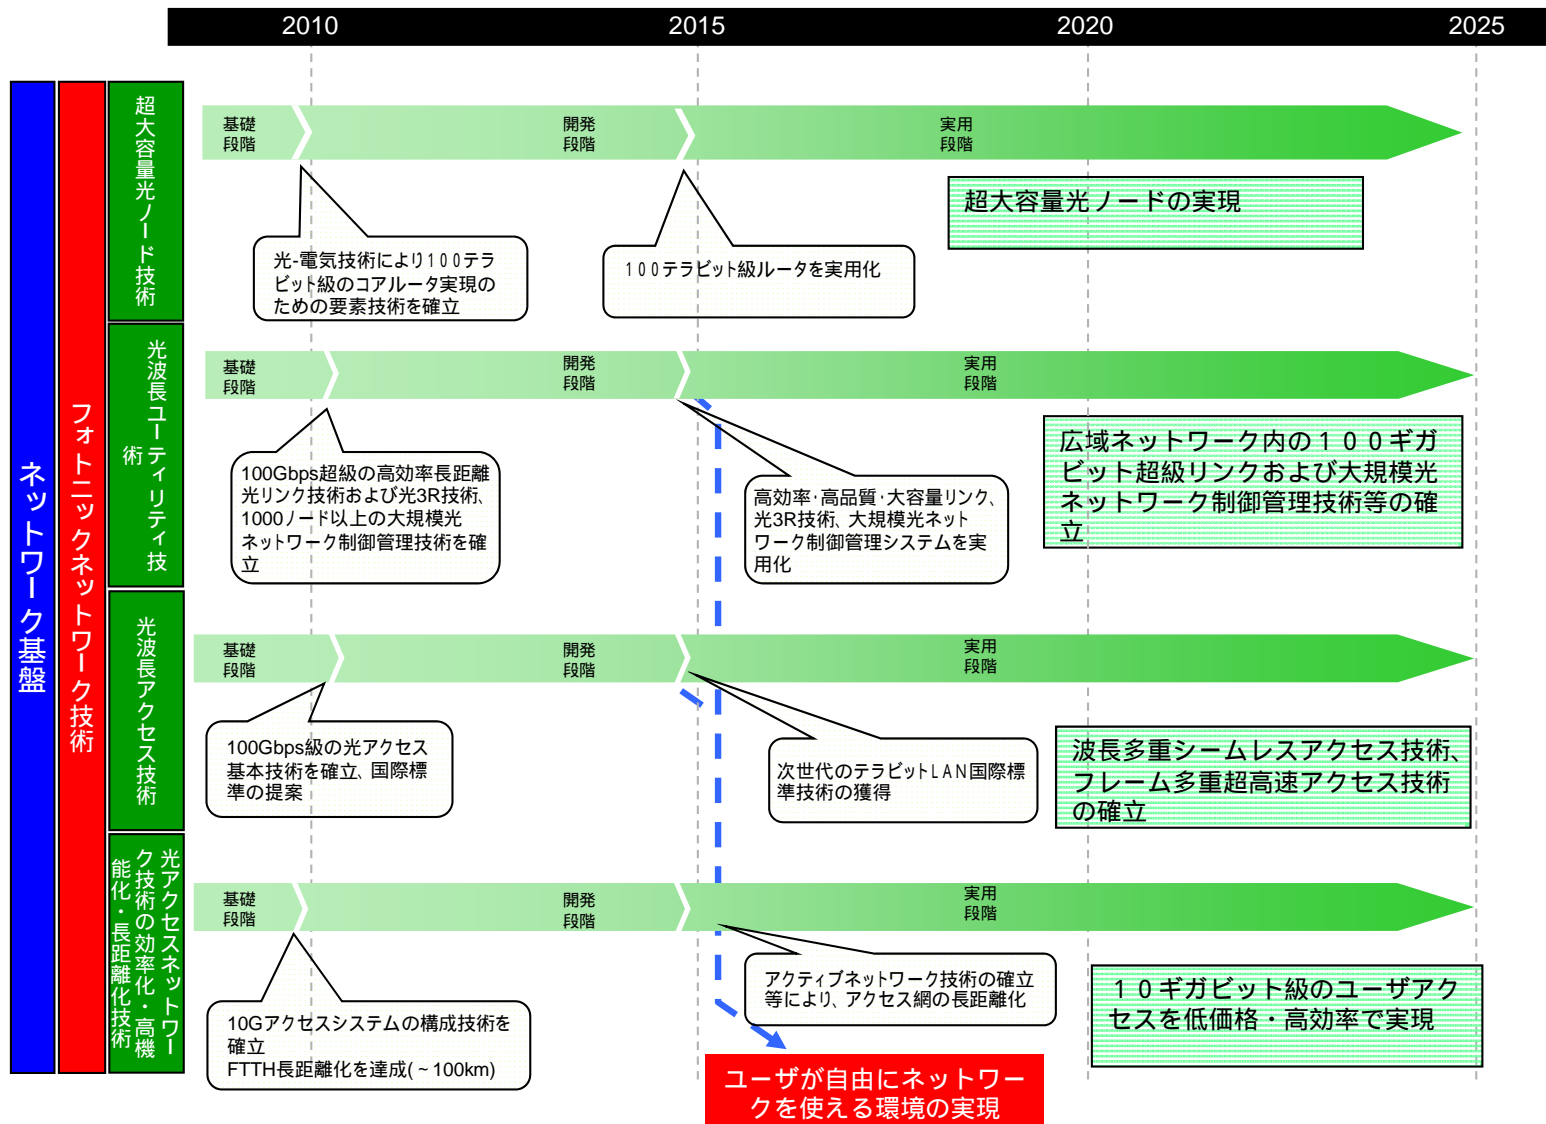 2010
2015
2020
2025
ネットワーク基盤
フォトニックネットワーク技術
超大容量光ノード技術
基礎
段階
開発
段階
実用
段階
光-電気技術により100テラ
ビット級のコアルータ実現の
ための要素技術を確立
100テラビット級ルータを実用化
超大容量光ノードの実現
光波長ユーティリティ技
術
基礎
段階
開発
段階
実用
段階
100Gbps超級の高効率長距離
光リンク技術および光3R技術、
1000ノード以上の大規模光
ネットワーク制御管理技術を確
立
高効率・高品質・大容量リンク、
光3R技術、大規模光ネット
ワーク制御管理システムを実
用化
広域ネットワーク内の100ギガ
ビット超級リンクおよび大規模光
ネットワーク制御管理技術等の確
立
光波長アクセス技術
基礎
段階
開発
段階
実用
段階
100Gbps級の光アクセス
基本技術を確立、国際標
準の提案
次世代のテラビットLAN国際標
準技術の獲得
波長多重シームレスアクセス技術、
フレーム多重超高速アクセス技術
の確立
光アクセスネットワー
ク技術の効率化・高機
能化・長距離化技術
基礎
段階
開発
段階
実用
段階
10Gアクセスシステムの構成技術を
確立
FTTH長距離化を達成(~100km)
アクティブネットワーク技術の確立
等により、アクセス網の長距離化
10ギガビット級のユーザアク
セスを低価格・高効率で実現
ユーザが自由にネットワー
クを使える環境の実現